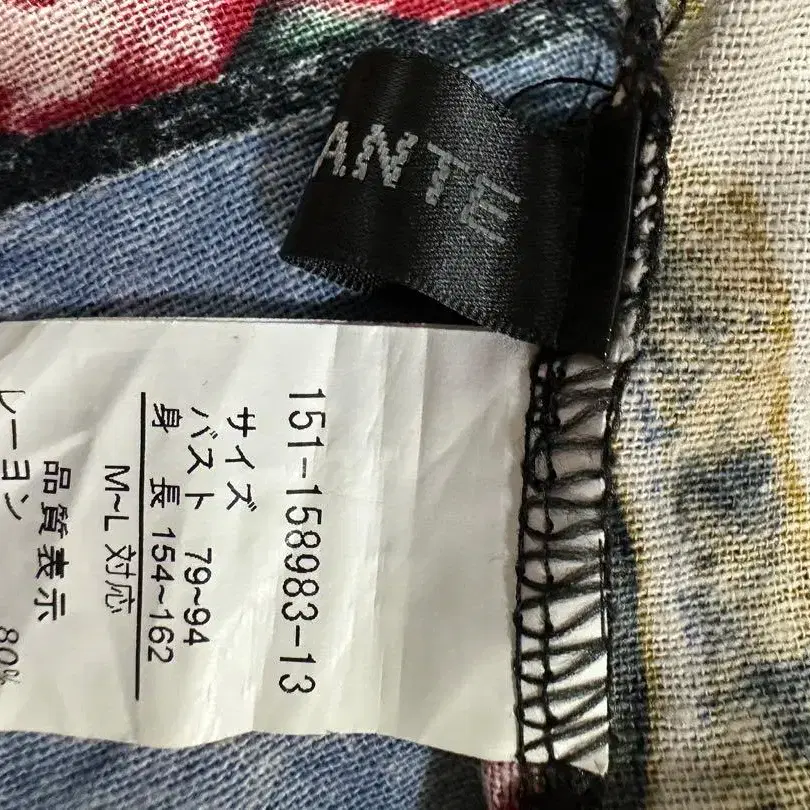 ANTE
151-158983-13
サイズ
バスト 79~94
身 長 154~162
M~L 対応
品質表示
レーヨン 80%